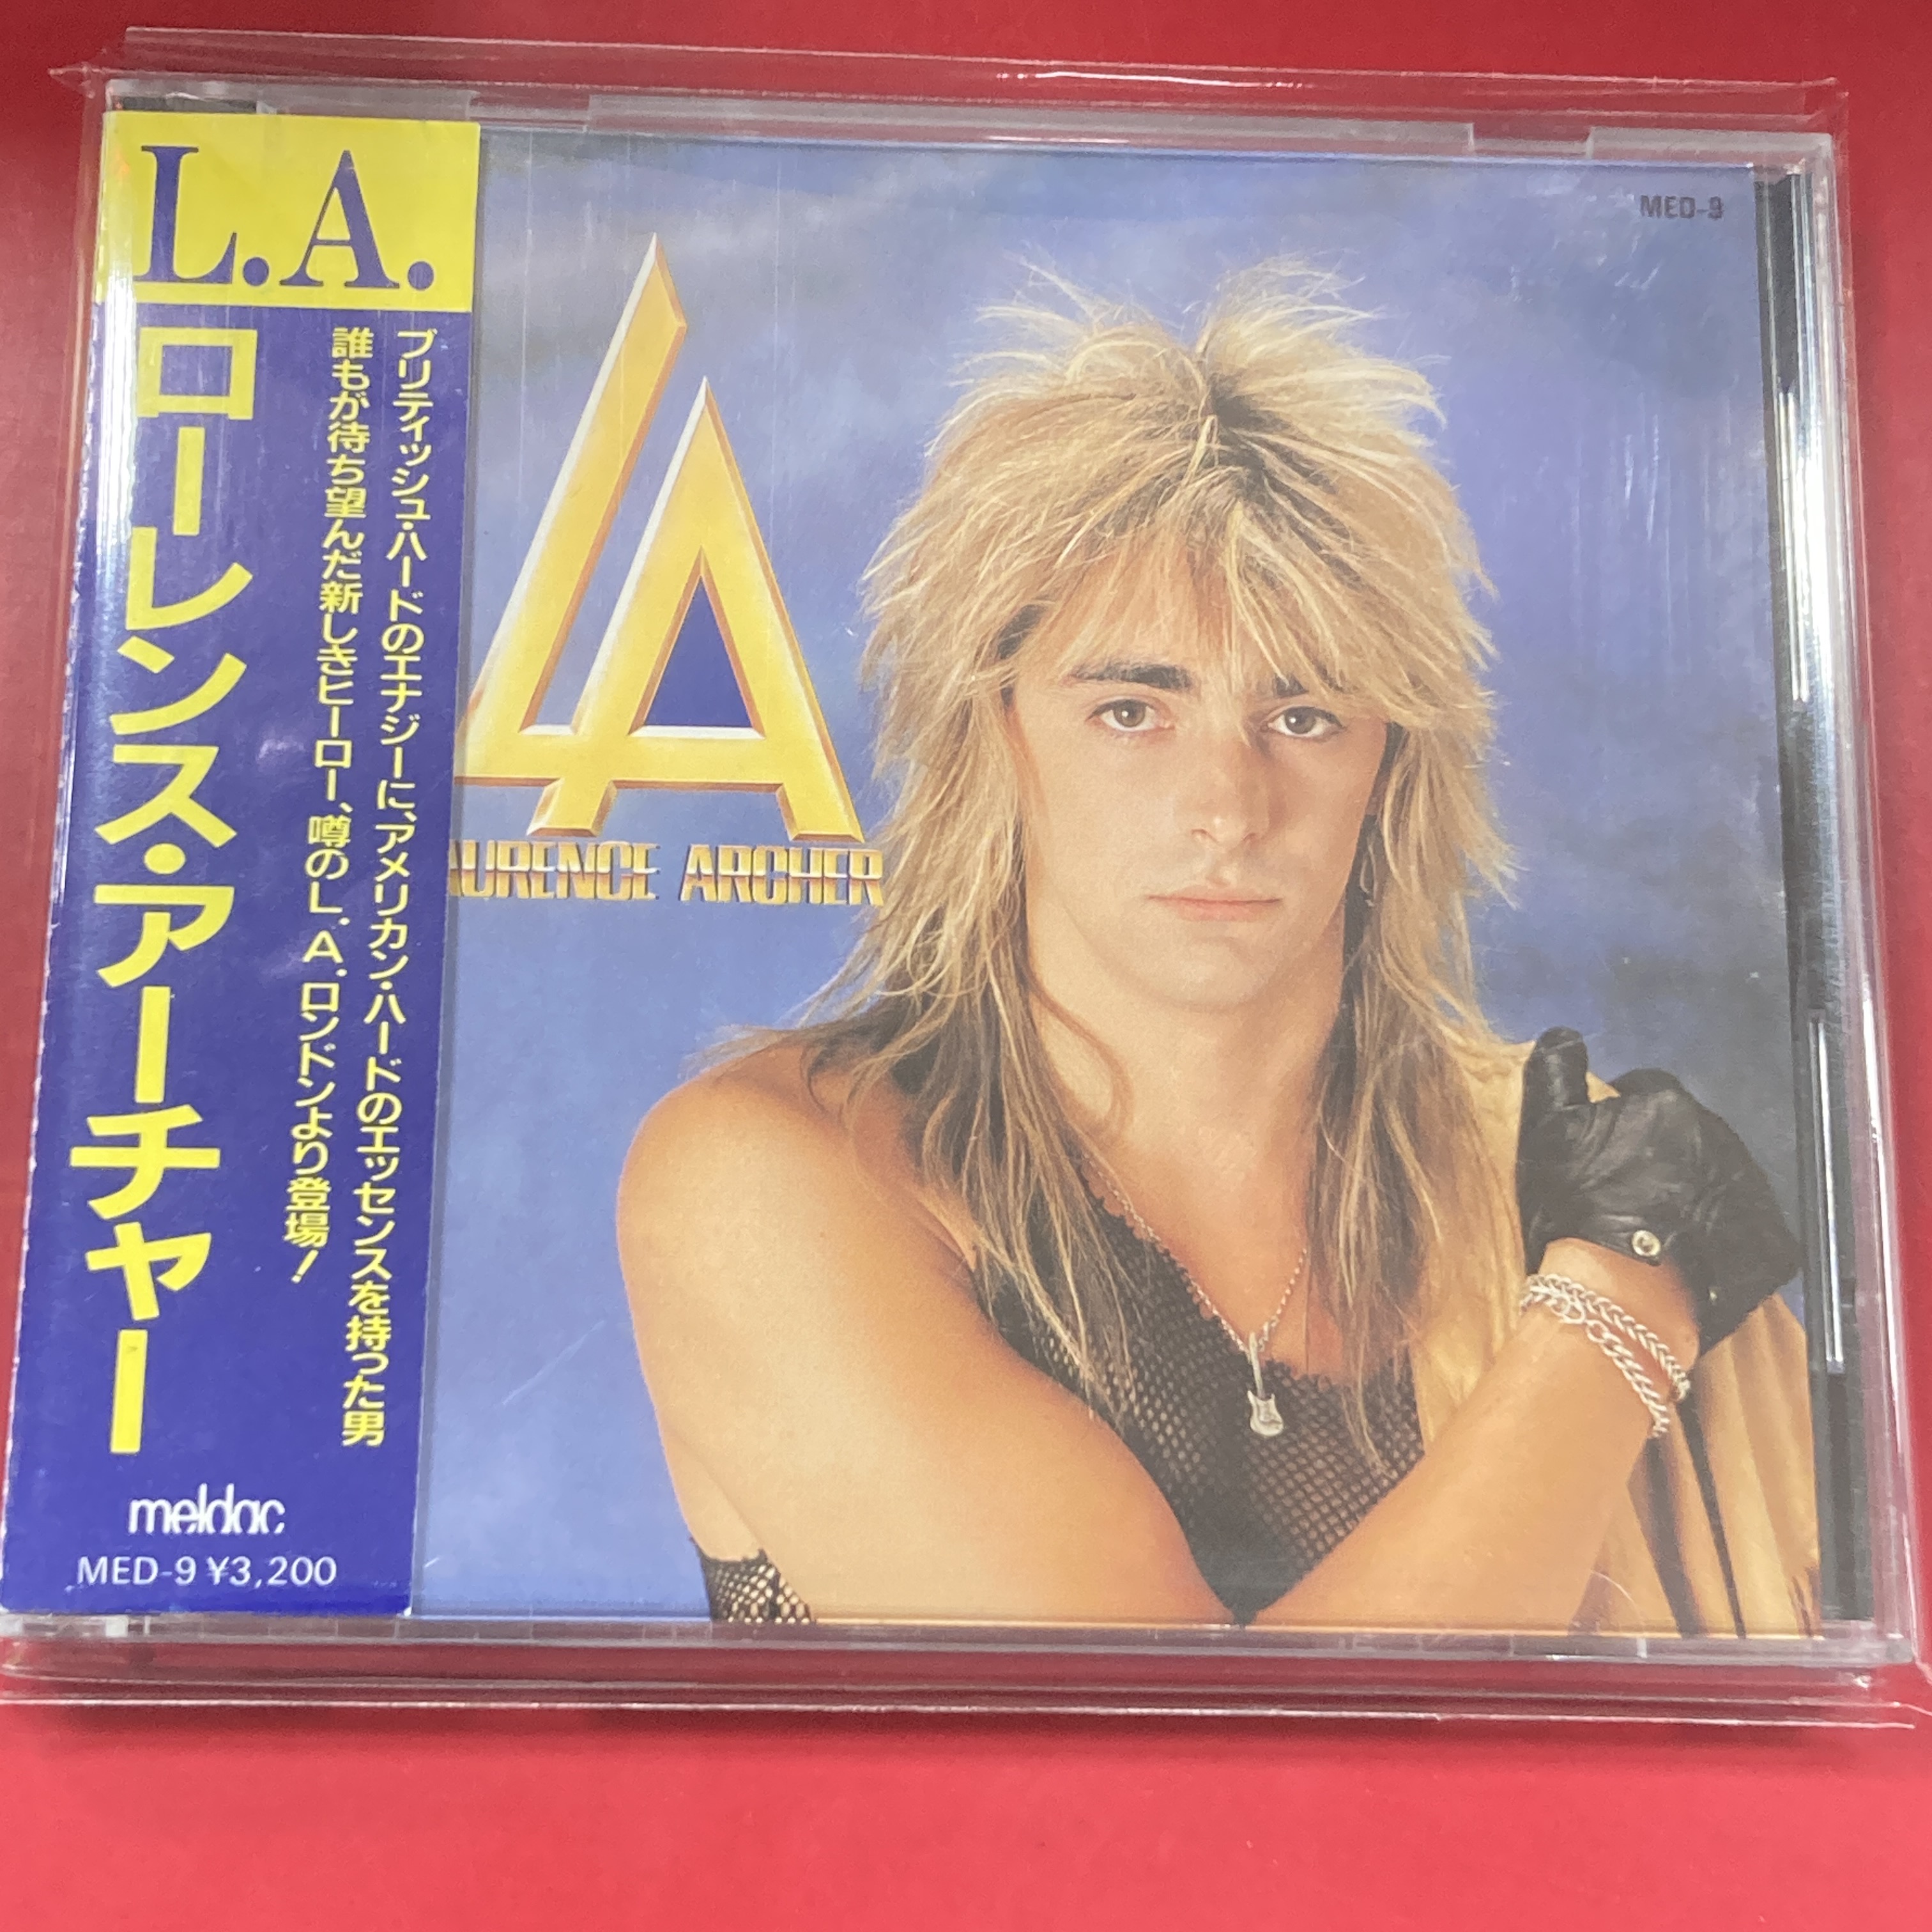 L.A.
ローレンス・アーチャー
ブリティッシュ・ハードのエナジーに、アメリカン・ハードのエッセンスを持った男
誰もが待ち望んだ新しきヒーロー、噂のL.A.ロンドンより登場!
meldac
MED-9 ¥3,200
MED-9
LA
AURENCE ARCHER